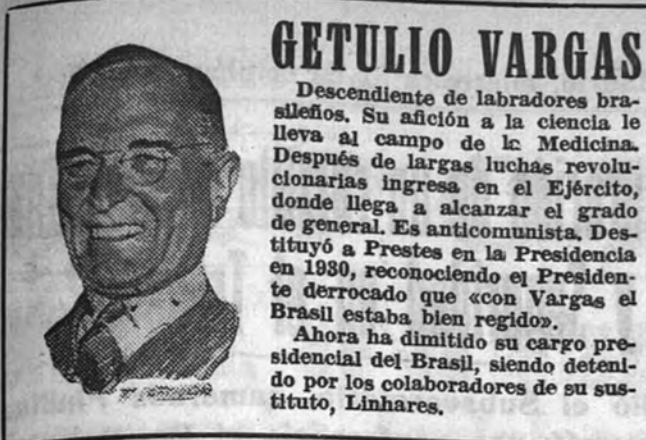 GETULIO VARGAS
Descendiente de labradores bra-
sileños. Su afición a la ciencia le
lleva al campo de la Medicina.
Después de largas luchas revolu-
cionarias ingresa en el Ejército,
donde llega a alcanzar el grado
de general. Es anticomunista. Des-
tituyó a Prestes en la Presidencia
en 1930, reconociendo el Presiden-
te derrocado que «con Vargas el
Brasil estaba bien regido».
Ahora ha dimitido su cargo pre-
sidencial del Brasil, siendo deteni-
do por los colaboradores de su sus-
tituto, Linhares.